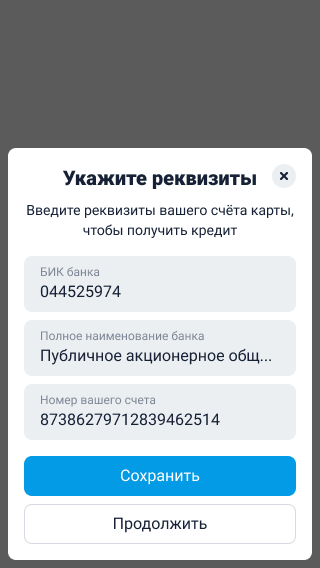 Укажите реквизиты
Введите реквизиты вашего счёта карты,
чтобы получить кредит
БИК банка
044525974
Полное наименование банка
Публичное акционерное общ...
Номер вашего счета
87386279712839462514
Сохранить
Продолжить